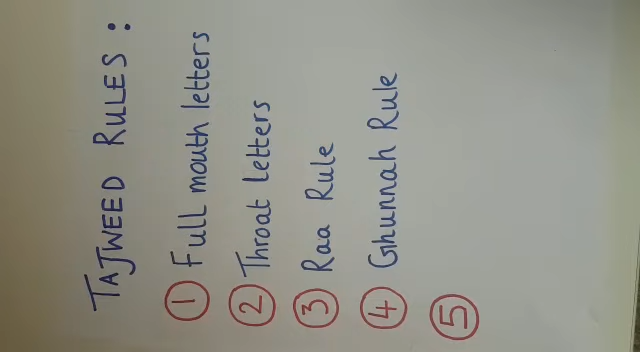 TAJWEED RULES:
1 Full mouth letters
2 Throat Letters
3 Raa Rule
4 Ghunnah Rule
5